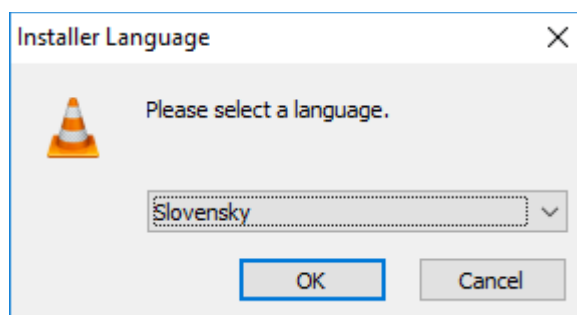 Installer Language
Please select a language.
Slovensky
OK
Cancel